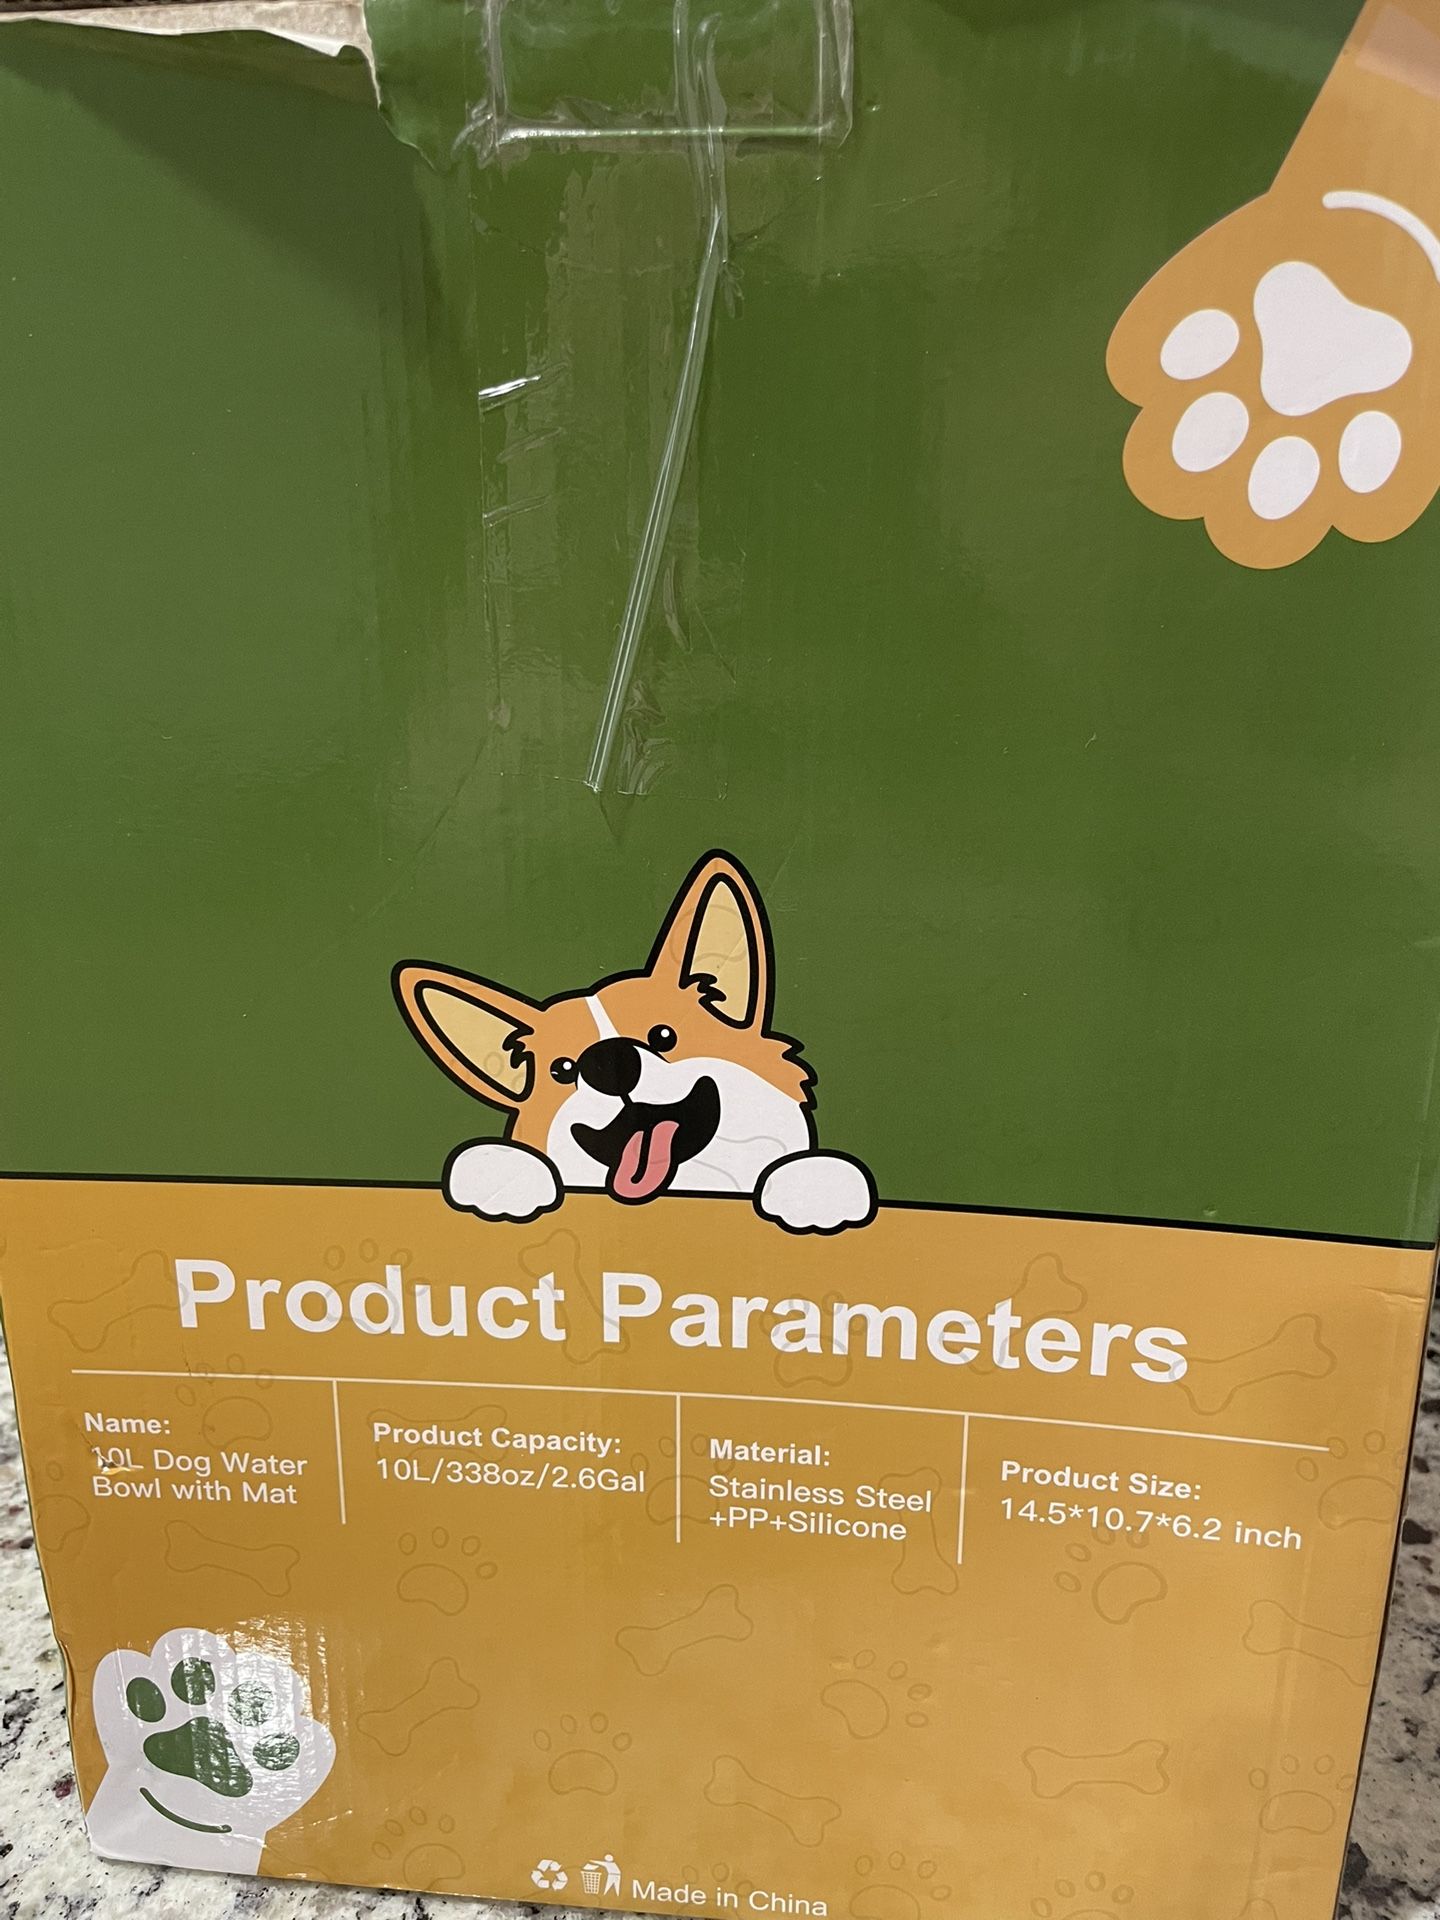 Product Parameters
Name:
10L Dog Water
Bowl with Mat
Product Capacity:
10L/338oz/2.6Gal
Material:
Stainless Steel
+PP+Silicone
Product Size:
14.5*10.7*6.2 inch
Made in China